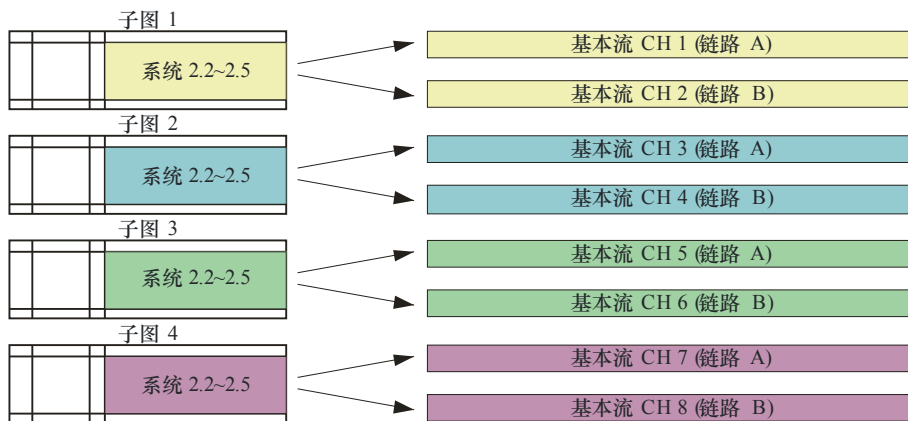 子图 1
系统 2.2~2.5
基本流 CH 1 (链路 A)
基本流 CH 2 (链路 B)
子图 2
系统 2.2~2.5
基本流 CH 3 (链路 A)
基本流 CH 4 (链路 B)
子图 3
系统 2.2~2.5
基本流 CH 5 (链路 A)
基本流 CH 6 (链路 B)
子图 4
系统 2.2~2.5
基本流 CH 7 (链路 A)
基本流 CH 8 (链路 B)